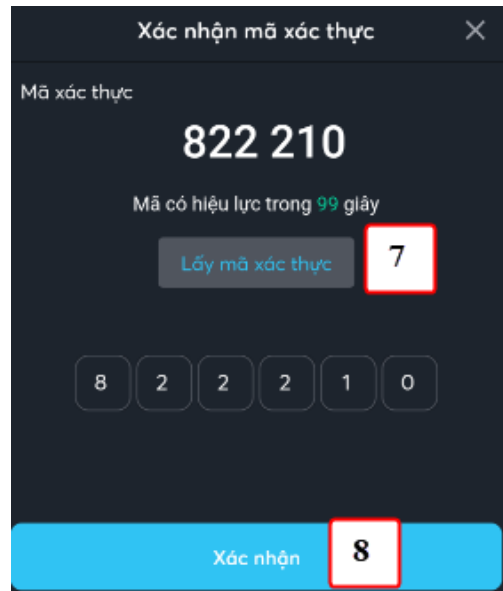 Xác nhận mã xác thực
Mã xác thực
822 210
Mã có hiệu lực trong 99 giây
Lấy mã xác thực 7
8 2 2 2 1 0
Xác nhận 8